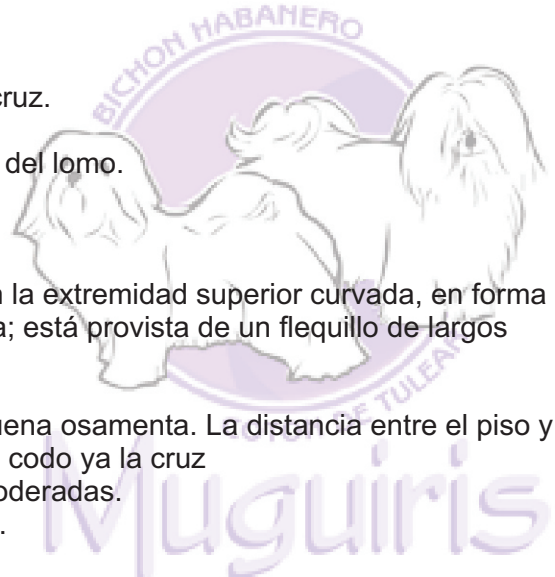 BICHON HABANERO
cruz.
del lomo.
la extremidad superior curvada, en forma
a; está provista de un flequillo de largos
COTON DE TULEAR
uena osamenta. La distancia entre el piso y
codo ya la cruz
oderadas.
.
Muguiris